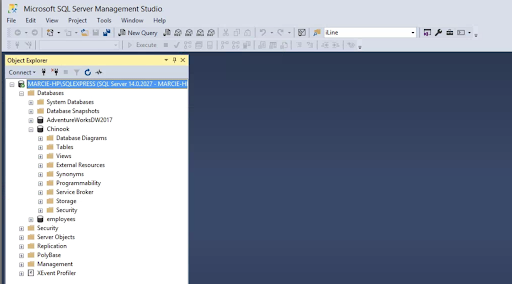 Microsoft SQL Server Management Studio
File Edit View Project Tools Window Help
New Query iLine
Execute
Object Explorer
Connect
MARCIE-HP\SQLEXPRESS (SQL Server 14.0.2027 - MARCIE-H
Databases
System Databases
Database Snapshots
AdventureWorksDW2017
Chinook
Database Diagrams
Tables
Views
External Resources
Synonyms
Programmability
Service Broker
Storage
Security
employees
Security
Server Objects
Replication
PolyBase
Management
XEvent Profiler